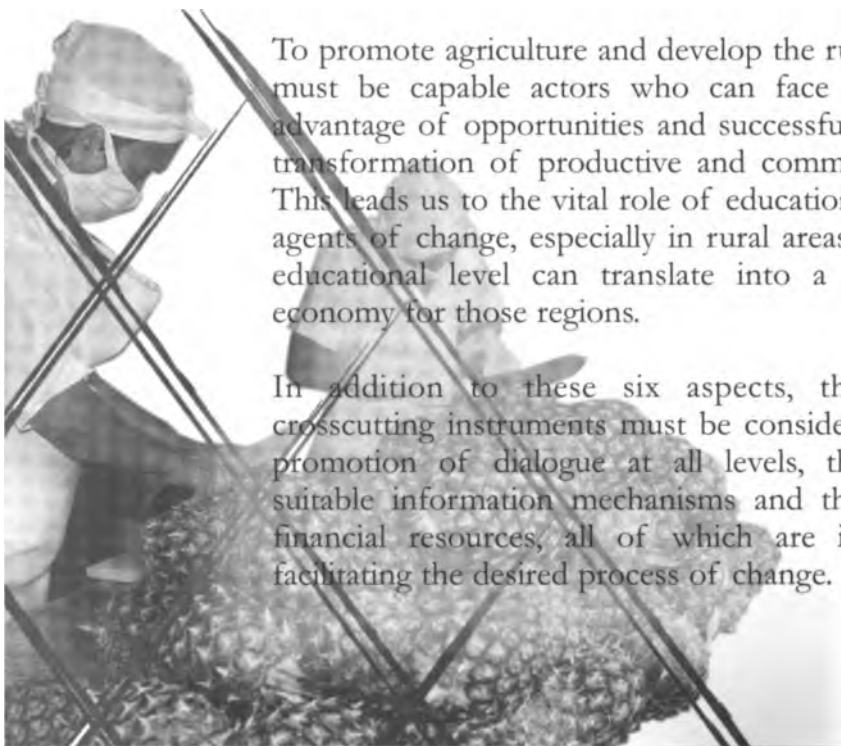 To promote agriculture and develop the ru
must be capable actors who can face
advantage of opportunities and successfu
transformation of productive and comm
This leads us to the vital role of education
agents of change, especially in rural areas
educational level can translate into a
economy for those regions.
In addition to these six aspects, th
crosscutting instruments must be conside
promotion of dialogue at all levels, th
suitable information mechanisms and th
financial resources, all of which are i
facilitating the desired process of change.